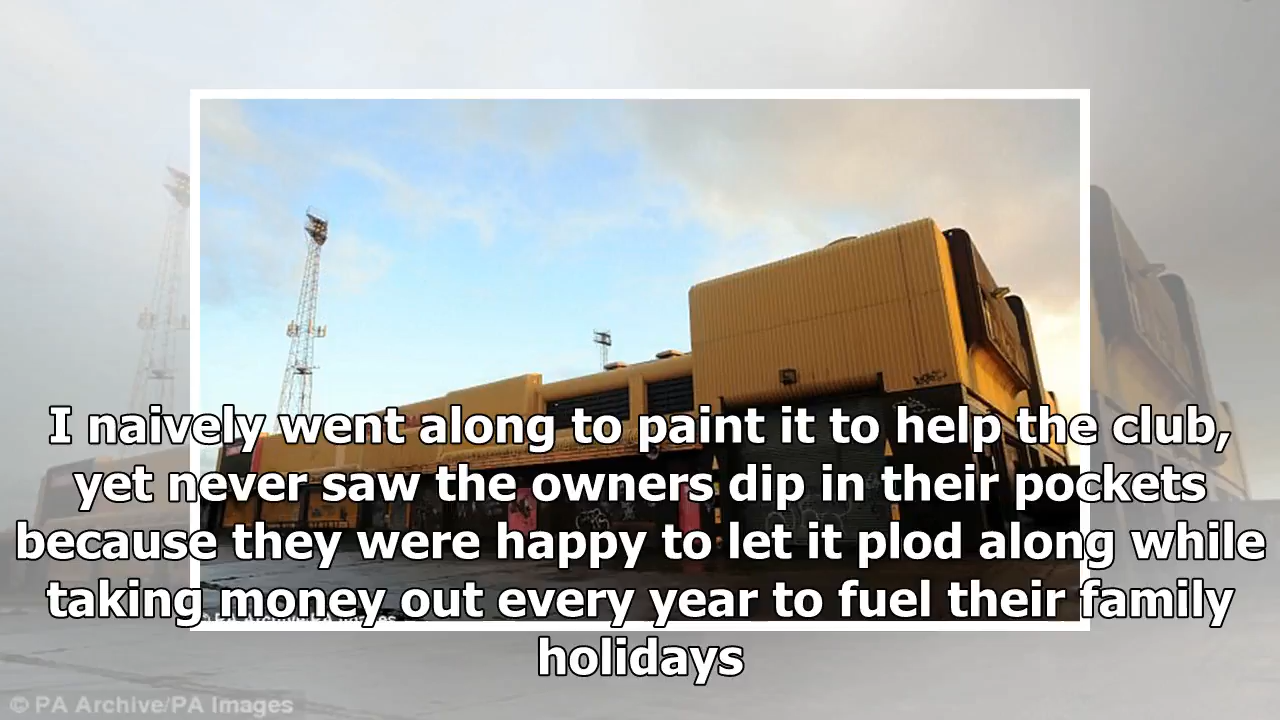 I naively went along to paint it to help the club,
yet never saw the owners dip in their pockets
because they were happy to let it plod along while
taking money out every year to fuel their family
holidays
© PA Archive/PA Images